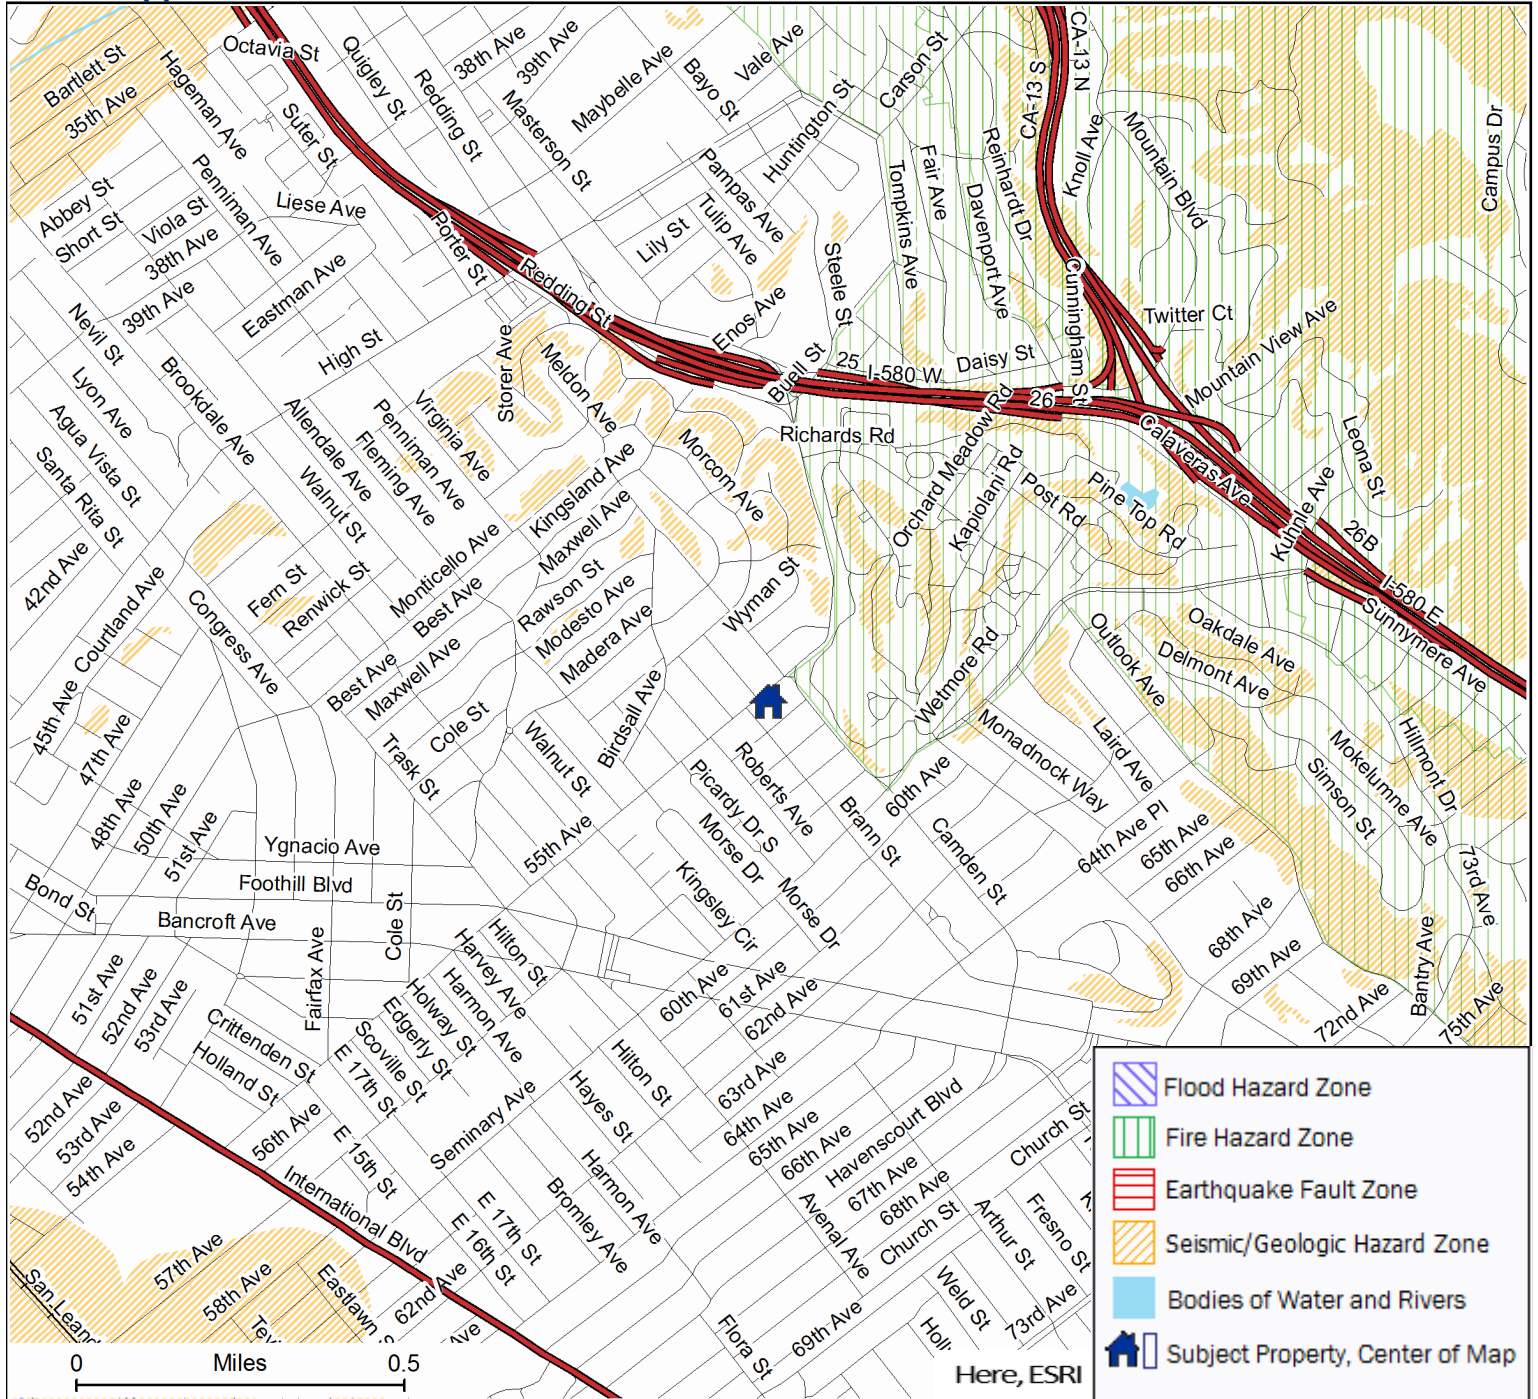 Octavia St
Quigley St
38th Ave
39th Ave
Redding St
Masterson St
Maybelle Ave
Bayo St
Vale Ave
Huntington St
Carson St
CA-13 S
CA-13 N
Knoll Ave
Mountain Blvd
Campus Dr
Bartlett St
35th Ave
Hageman Ave
Suter St
Penniman Ave
Liese Ave
Abbey St
Short St
Viola St
38th Ave
39th Ave
Eastman Ave
Porter St
Redding St
Lily St
Pampas Ave
Tulip Ave
Steele St
Tompkins Ave
Fair Ave
Davenport Ave
Reinhardt Dr
Cunningham St
Twitter Ct
Mountain View Ave
Nevil St
High St
Storer Ave
Meldon Ave
Enos Ave
Buell St
25
I-580 W
Daisy St
26
Lyon Ave
Brookdale Ave
Agua Vista St
Santa Rita St
Allendale Ave
Penniman Ave
Virginia Ave
Fleming Ave
Walnut St
Kingsland Ave
Maxwell Ave
Morcom Ave
Richards Rd
Orchard Meadow Rd
Kapiolani Rd
Post Rd
Pine Top Rd
Calaveras Ave
Kuhnle Ave
Leona St
26B
I-580 E
Sunnymere Ave
42nd Ave
Courtland Ave
Congress Ave
Fern St
Renwick St
Monticello Ave
Best Ave
Rawson St
Modesto Ave
Madera Ave
Wyman St
Wetmore Rd
Outlook Ave
Oakdale Ave
Delmont Ave
45th Ave
47th Ave
Best Ave
Maxwell Ave
Cole St
Trask St
Walnut St
Birdsall Ave
Roberts Ave
Picardy Dr S
Morse Dr
Brann St
60th Ave
Camden St
Monadnock Way
Laird Ave
64th Ave Pl
65th Ave
66th Ave
Simson St
Mokelumne Ave
Hillmont Dr
73rd Ave
48th Ave
50th Ave
51st Ave
Ygnacio Ave
Foothill Blvd
Bancroft Ave
Bond St
55th Ave
Cole St
Fairfax Ave
Kingsley Cir
Morse Dr
68th Ave
69th Ave
72nd Ave
Bantry Ave
75th Ave
51st Ave
52nd Ave
53rd Ave
Crittenden St
Holland St
Hilton St
Harvey Ave
Harmon Ave
Holway St
Edgerly St
Scoville St
E 17th St
60th Ave
61st Ave
62nd Ave
52nd Ave
53rd Ave
54th Ave
56th Ave
E 15th St
Seminary Ave
Hayes St
Hilton St
63rd Ave
64th Ave
65th Ave
66th Ave
Havenscourt Blvd
67th Ave
68th Ave
Church St
Church St
International Blvd
E 17th St
E 16th St
Bromley Ave
Harmon Ave
Avenal Ave
Arthur St
Fresno St
K
57th Ave
58th Ave
Eastlawn S
62nd Ave
Ave
San Leand
Tevi
Flora St
69th Ave
Weld St
Holly
73rd Ave
0 Miles 0.5
Here, ESRI
Flood Hazard Zone
Fire Hazard Zone
Earthquake Fault Zone
Seismic/Geologic Hazard Zone
Bodies of Water and Rivers
Subject Property, Center of Map